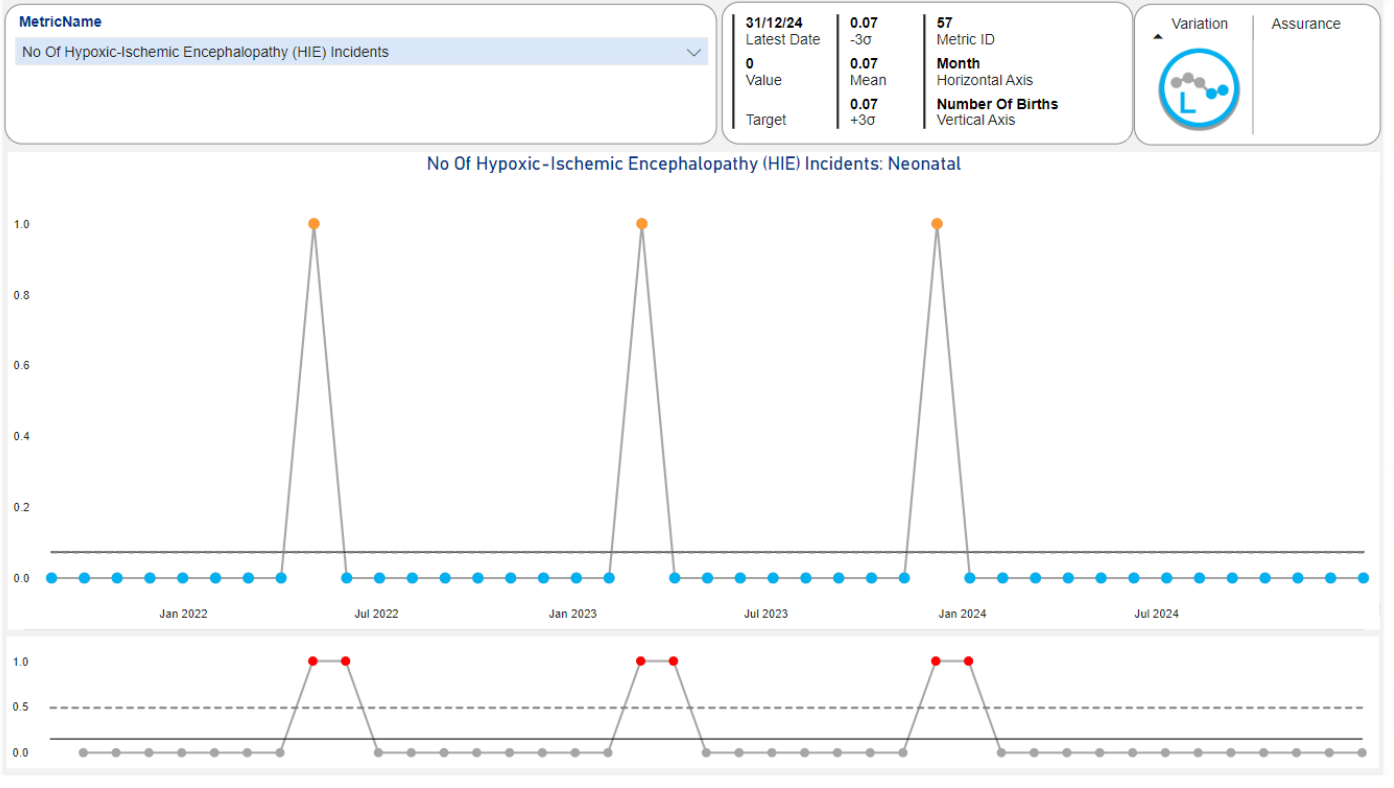 MetricName
No Of Hypoxic-Ischemic Encephalopathy (HIE) Incidents
31/12/24
Latest Date
0
Value
Target
0.07
-3σ
0.07
Mean
0.07
+3σ
57
Metric ID
Month
Horizontal Axis
Number Of Births
Vertical Axis
Variation
Assurance
L
No Of Hypoxic-Ischemic Encephalopathy (HIE) Incidents: Neonatal
1.0
0.8
0.6
0.4
0.2
0.0
Jan 2022 Jul 2022 Jan 2023 Jul 2023 Jan 2024 Jul 2024
1.0
0.5
0.0